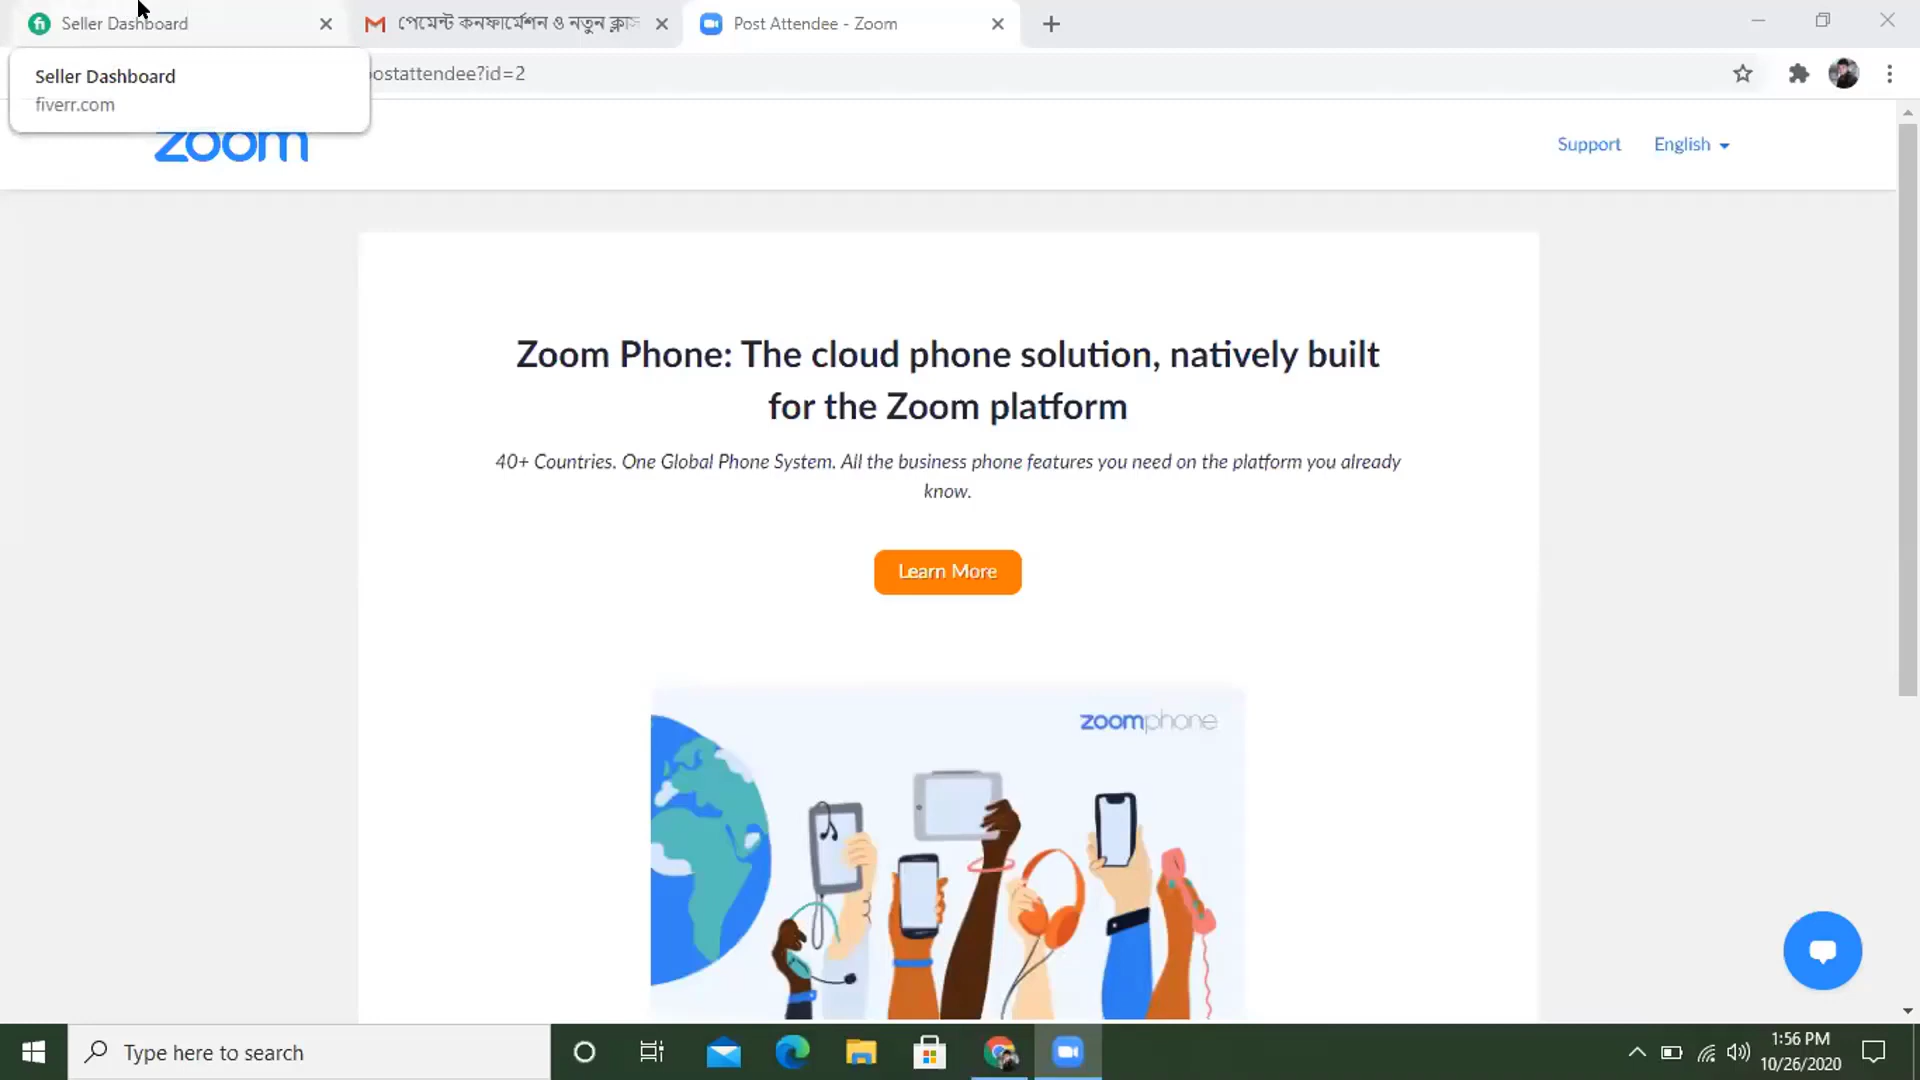 Seller Dashboard
পেমেন্ট কনফার্মেশন ও নতুন ক্লাস
Post Attendee - Zoom
Seller Dashboard
fiverr.com
postattendee?id=2
zoom
Support
English
Zoom Phone: The cloud phone solution, natively built
for the Zoom platform
40+ Countries. One Global Phone System. All the business phone features you need on the platform you already
know.
Learn More
zoomphone
Type here to search
1:56 PM
10/26/2020